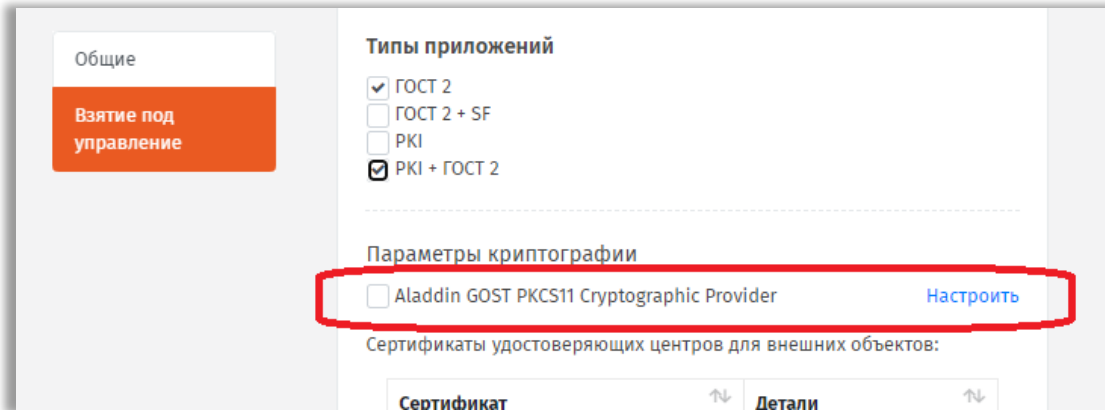 Общие
Взятие под
управление
Типы приложений
ГОСТ 2
ГОСТ 2 + SF
PKI
PKI + ГОСТ 2
Параметры криптографии
Aladdin GOST PKCS11 Cryptographic Provider Настроить
Сертификаты удостоверяющих центров для внешних объектов:
Сертификат Детали